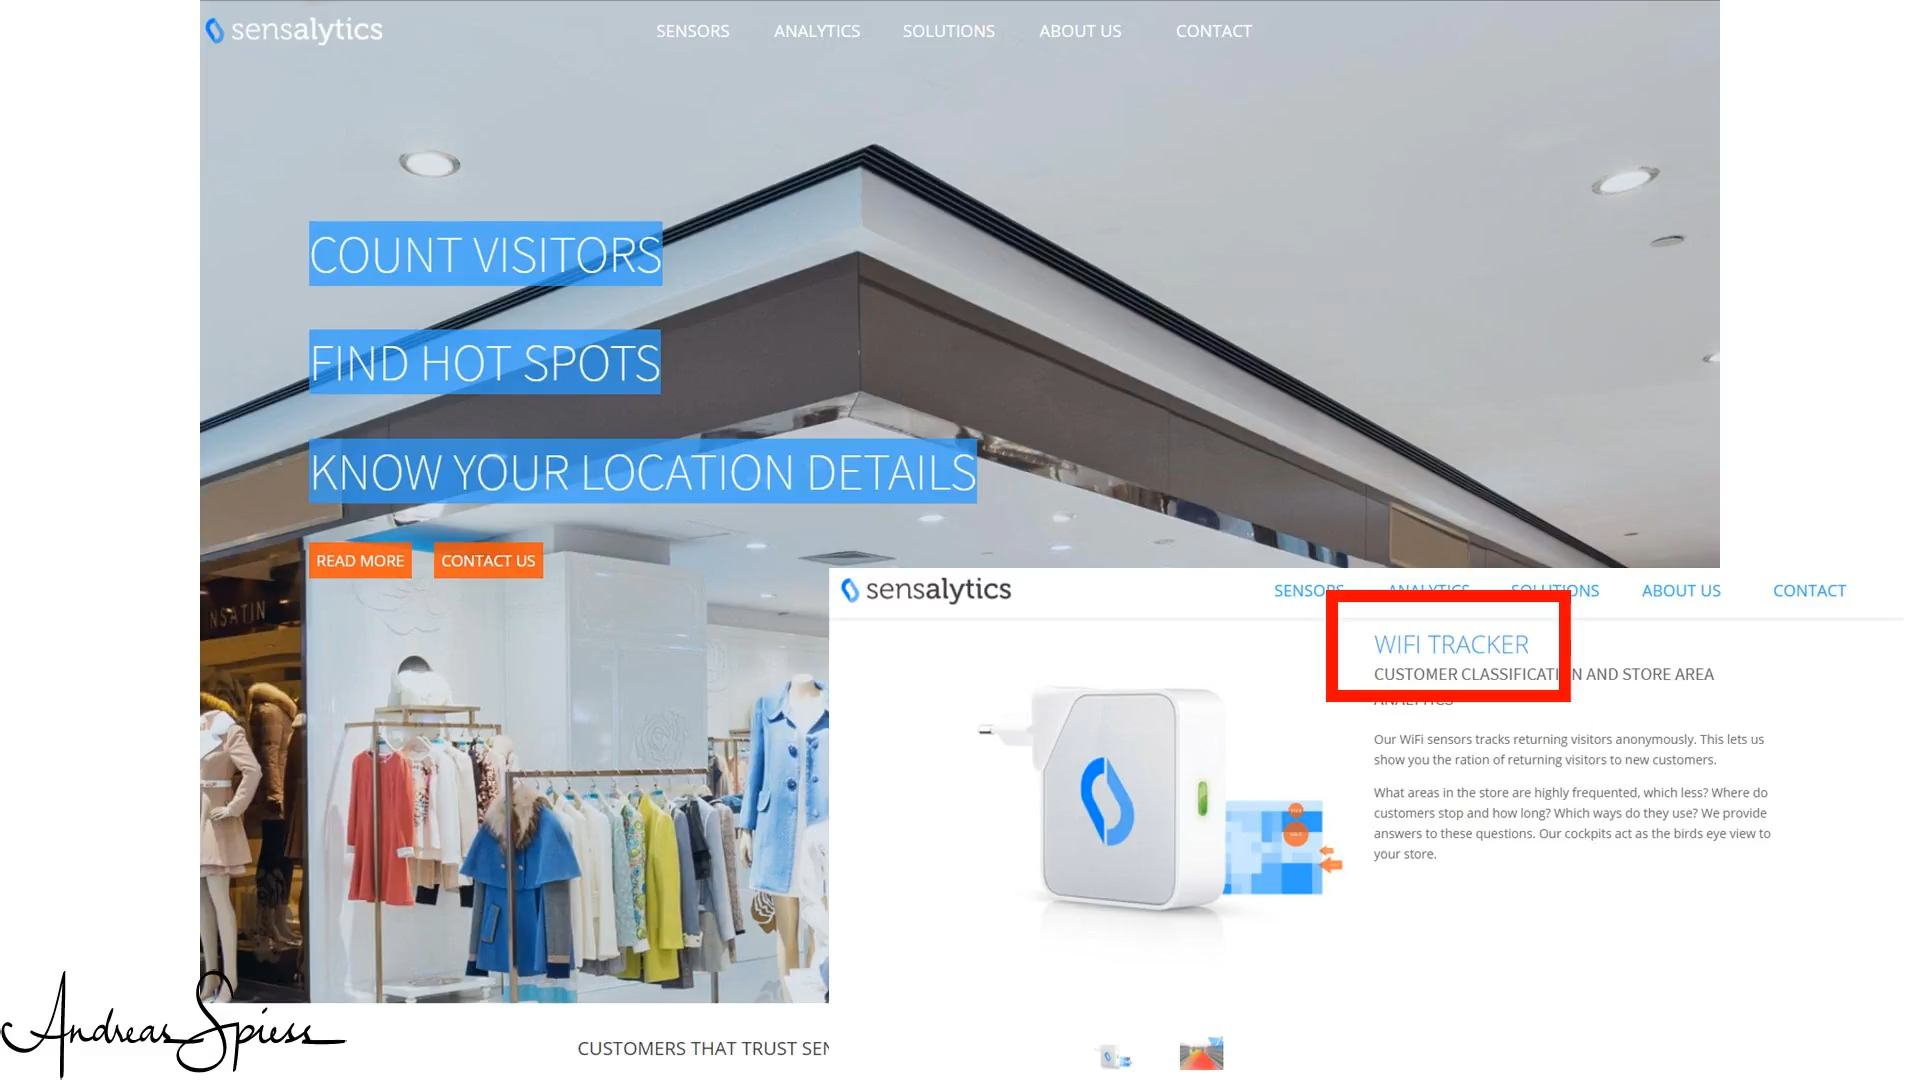 sensalytics
SENSORS ANALYTICS SOLUTIONS ABOUT US CONTACT
COUNT VISITORS
FIND HOT SPOTS
KNOW YOUR LOCATION DETAILS
READ MORE CONTACT US
SATIN
sensalytics
SENSORS ANALYTICS SOLUTIONS ABOUT US CONTACT
WIFI TRACKER
CUSTOMER CLASSIFICATION AND STORE AREA
ANALYTICS
Our WiFi sensors tracks returning visitors anonymously. This lets us
show you the ration of returning visitors to new customers.
What areas in the store are highly frequented, which less? Where do
customers stop and how long? Which ways do they use? We provide
answers to these questions. Our cockpits act as the birds eye view to
your store.
Andreas Spiess
CUSTOMERS THAT TRUST SEN